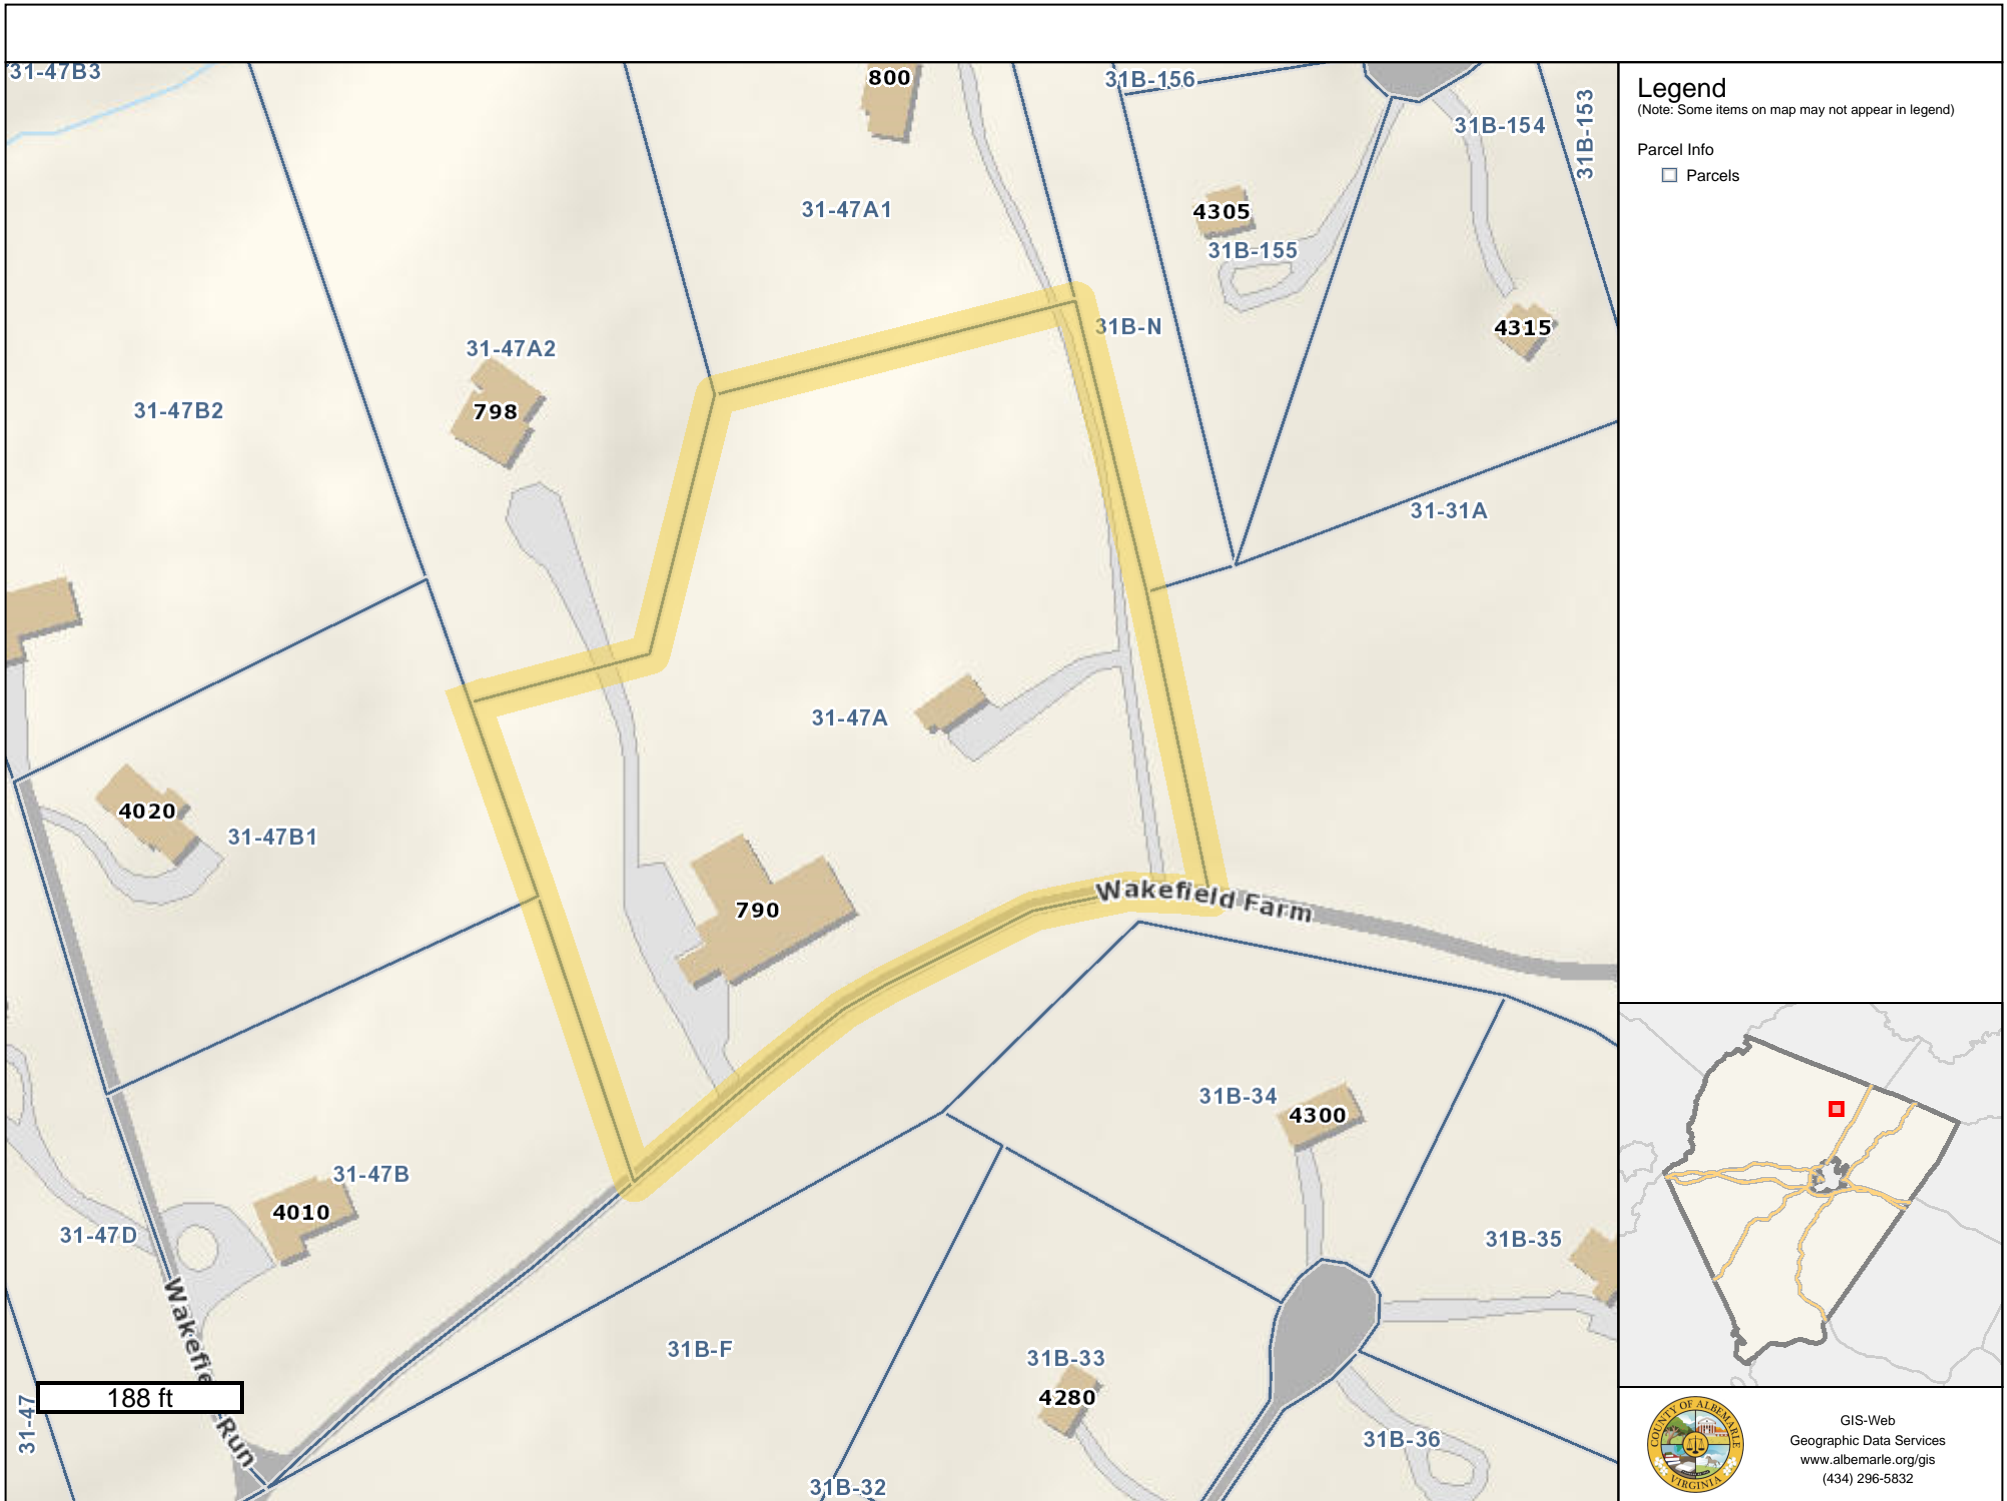 31-47B3
800
31B-156
31B-154
31B-153
31-47A1
4305
31B-155
31B-N
4315
31-47A2
798
31-47B2
31-31A
31-47A
4020
31-47B1
790
Wakefield Farm
31B-34
4300
31-47B
4010
31-47D
31B-35
Wakefie
Run
31B-F
31B-33
4280
188 ft
31-47
31B-36
31B-32
Legend
(Note: Some items on map may not appear in legend)
Parcel Info
Parcels
COUNTY OF ALBEMARLE
VIRGINIA
GIS-Web
Geographic Data Services
www.albemarle.org/gis
(434) 296-5832